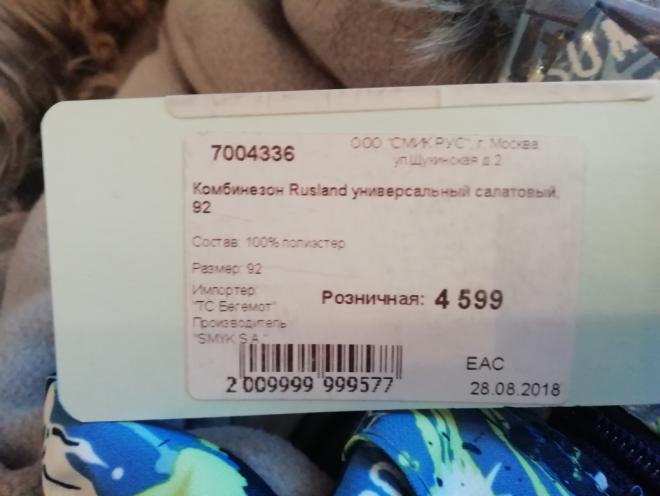 7004336
ООО "СМИК РУС", г. Москва,
ул.Щукинская д.2
Комбинезон Rusland универсальный салатовый,
92
Состав: 100% полиэстер
Размер: 92
Импортер:
"ТС Бегемот"
Розничная: 4 599
Производитель
"SMYK S.A."
2 009999 999577
EAC
28.08.2018